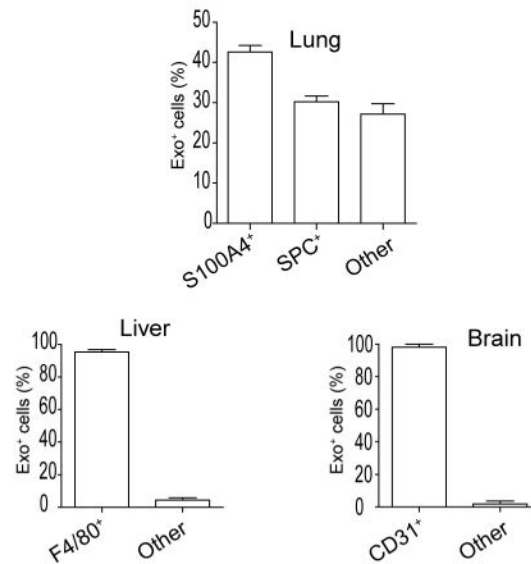 Lung
Exo⁺ cells (%)
50
40
30
20
10
0
S100A4⁺
SPC⁺
Other
Liver
Exo⁺ cells (%)
100
80
60
40
20
0
F4/80⁺
Other
Brain
Exo⁺ cells (%)
100
80
60
40
20
0
CD31⁺
Other